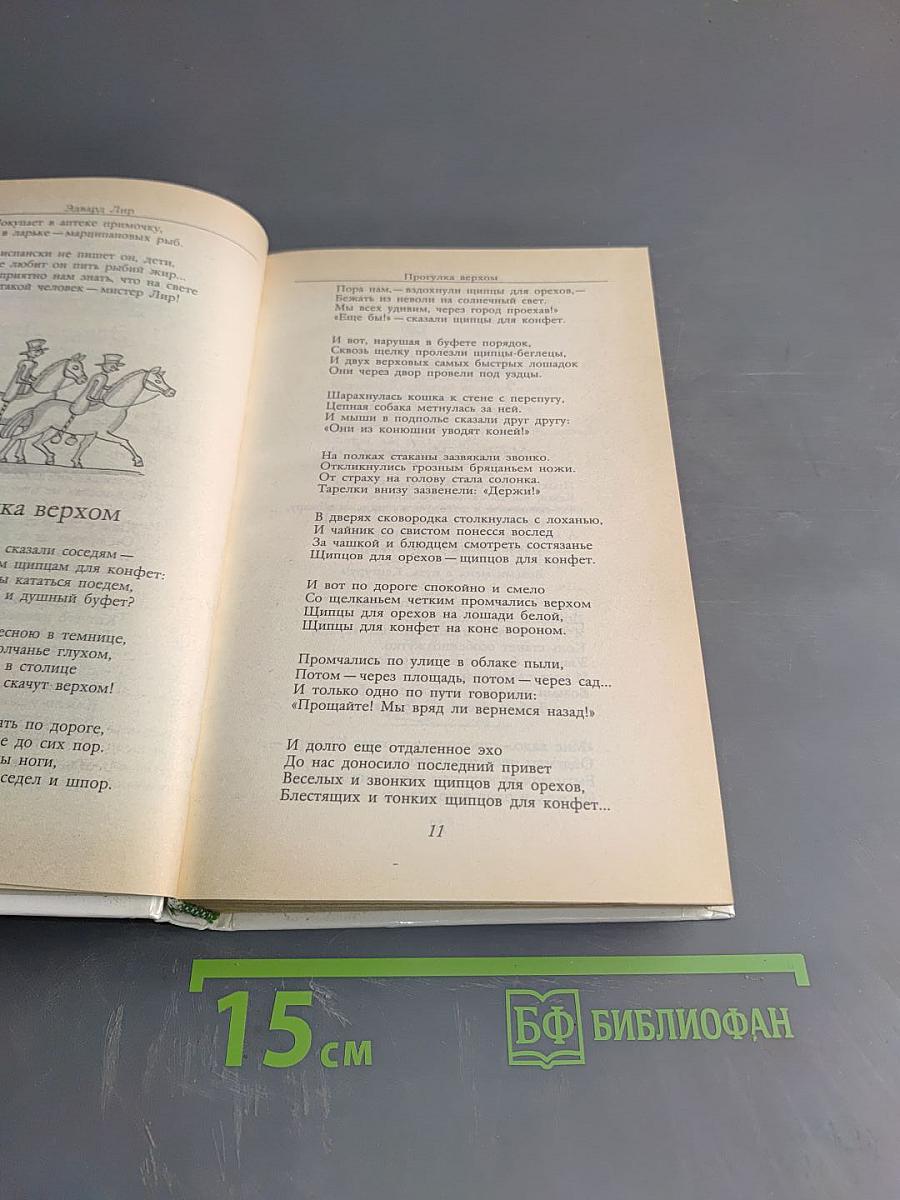 Эдвард Лир
Покупает в аптеке примочку,
в ларьке — марципановых рыб.
испански не пишет он, дети,
любит он пить рыбий жир...
приятно нам знать, что на свете
такой человек — мистер Лир!
ка верхом
сказали соседям —
щипцам для конфет:
кататься поедем,
и душный буфет?
есною в темнице,
олчанье глухом,
в столице
скачут верхом!
ять по дороге,
до сих пор.
ноги,
седел и шпор.
Прогулка верхом
Пора нам, — вздохнули щипцы для орехов, —
Бежать из неволи на солнечный свет.
Мы всех удивим, через город проехав!»
«Еще бы!» — сказали щипцы для конфет.
И вот, нарушая в буфете порядок,
Сквозь щелку пролезли щипцы-беглецы,
И двух верховых самых быстрых лошадок
Они через двор провели под уздцы.
Шарахнулась кошка к стене с перепугу,
Цепная собака метнулась за ней.
И мыши в подполье сказали друг другу:
«Они из конюшни уводят коней!»
На полках стаканы зазвякали звонко.
Откликнулись грозным бряцаньем ножи.
От страху на голову стала солонка.
Тарелки внизу зазвенели: «Держи!»
В дверях сковородка столкнулась с лоханью,
И чайник со свистом понесся вослед
За чашкой и блюдцем смотреть состязанье
Щипцов для орехов — щипцов для конфет.
И вот по дороге спокойно и смело
Со щелканьем четким промчались верхом
Щипцы для орехов на лошади белой,
Щипцы для конфет на коне вороном.
Промчались по улице в облаке пыли,
Потом — через площадь, потом — через сад...
И только одно по пути говорили:
«Прощайте! Мы вряд ли вернемся назад!»
И долго еще отдаленное эхо
До нас доносило последний привет
Веселых и звонких щипцов для орехов,
Блестящих и тонких щипцов для конфет...
11
15 см
БФ БИБЛИОФАН